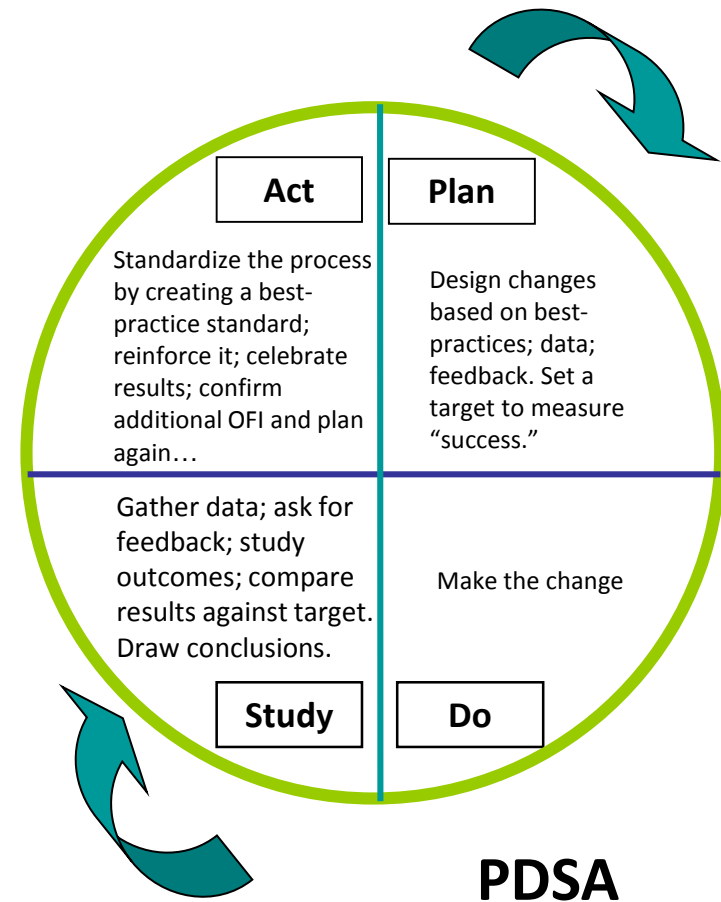 Act
Standardize the process
by creating a best-
practice standard;
reinforce it; celebrate
results; confirm
additional OFI and plan
again…
Plan
Design changes
based on best-
practices; data;
feedback. Set a
target to measure
“success.”
Gather data; ask for
feedback; study
outcomes; compare
results against target.
Draw conclusions.
Study
Make the change
Do
PDSA